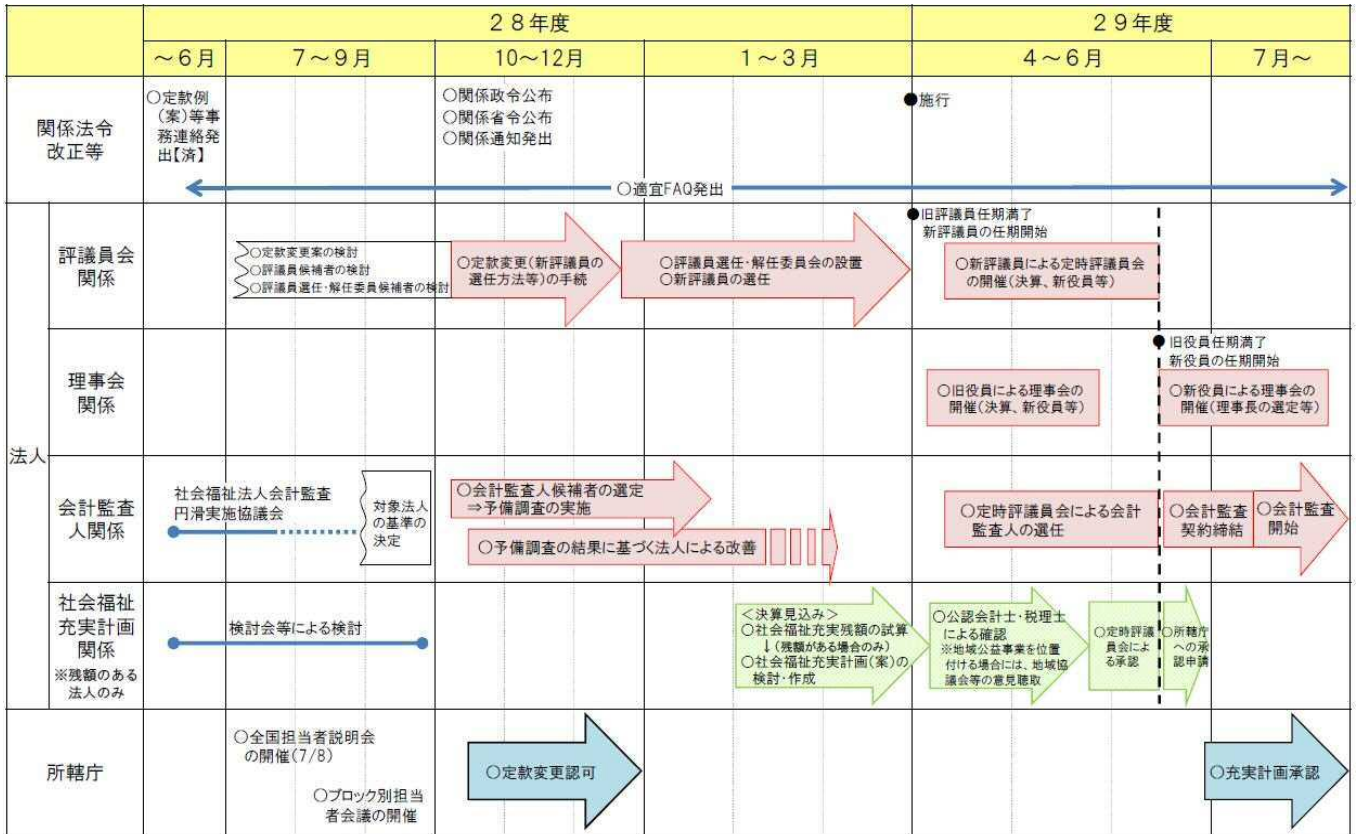 ２８年度
２９年度
～６月
７～９月
10～12月
１～３月
４～６月
７月～
関係法令
改正等
○定款例
（案）等事
務連絡発
出【済】
○関係政令公布
○関係省令公布
○関係通知発出
●施行
○適宜FAQ発出
法人
評議員会
関係
○定款変更案の検討
○評議員候補者の検討
○評議員選任・解任委員候補者の検討
○定款変更（新評議員の
選任方法等）の手続
○評議員選任・解任委員会の設置
○新評議員の選任
●旧評議員任期満了
新評議員の任期開始
○新評議員による定時評議員会
の開催（決算、新役員等）
理事会
関係
● 旧役員任期満了
新役員の任期開始
○旧役員による理事会の
開催（決算、新役員等）
○新役員による理事会の
開催（理事長の選定等）
会計監査
人関係
社会福祉法人会計監査
円滑実施協議会
対象法人
の基準の
決定
○会計監査人候補者の選定
⇒予備調査の実施
○予備調査の結果に基づく法人による改善
○定時評議員会による会計
監査人の選任
○会計監査
契約締結
○会計監査
開始
社会福祉
充実計画
関係
※残額のある
法人のみ
検討会等による検討
＜決算見込み＞
○社会福祉充実残額の試算
↓（残額がある場合のみ）
○社会福祉充実計画（案）の
検討・作成
○公認会計士・税理士
による確認
※地域公益事業を位置
付ける場合には、地域協
議会等の意見聴取
○定時評議
員会によ
る承認
○所轄庁
への承
認申請
所轄庁
○全国担当者説明会
の開催（7/8）
○ブロック別担当
者会議の開催
○定款変更認可
○充実計画承認